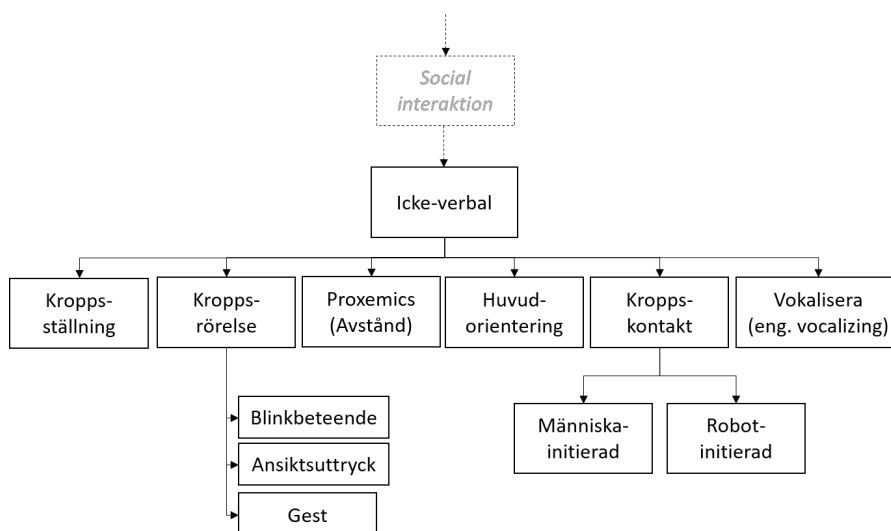 Social
interaktion
Icke-verbal
Kropps-
ställning
Kropps-
rörelse
Proxemics
(Avstånd)
Huvud-
orientering
Kropps-
kontakt
Vokalisera
(eng. vocalizing)
Blinkbeteende
Ansiktsuttryck
Gest
Människa-
initierad
Robot-
initierad